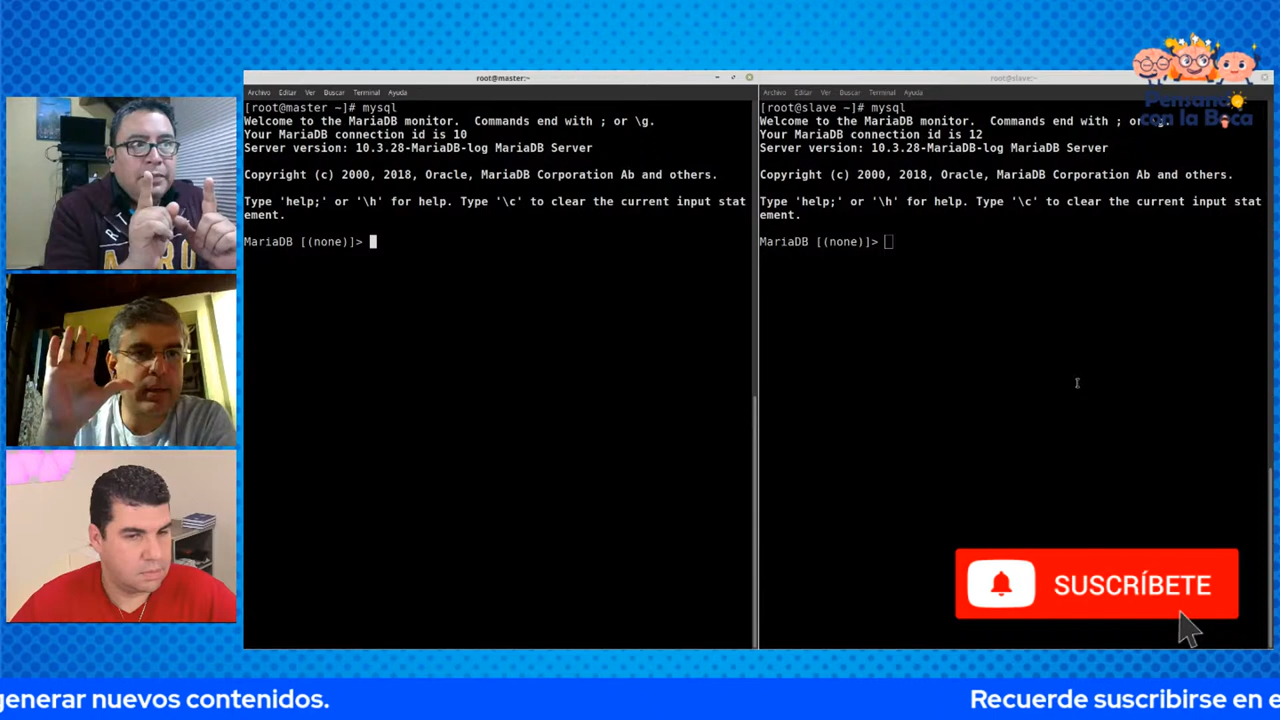 root@master:~
Archivo Editar Ver Buscar Terminal Ayuda
[root@master ~]# mysql
Welcome to the MariaDB monitor.  Commands end with ; or \g.
Your MariaDB connection id is 10
Server version: 10.3.28-MariaDB-log MariaDB Server
Copyright (c) 2000, 2018, Oracle, MariaDB Corporation Ab and others.
Type 'help;' or '\h' for help. Type '\c' to clear the current input stat
ement.
MariaDB [(none)]>
root@slave:~
Archivo Editar Ver Buscar Terminal Ayuda
[root@slave ~]# mysql
Welcome to the MariaDB monitor.  Commands end with ; or \g.
Your MariaDB connection id is 12
Server version: 10.3.28-MariaDB-log MariaDB Server
Copyright (c) 2000, 2018, Oracle, MariaDB Corporation Ab and others.
Type 'help;' or '\h' for help. Type '\c' to clear the current input stat
ement.
MariaDB [(none)]>
Pensando
con la Boca
SUSCRÍBETE
generar nuevos contenidos.
Recuerde suscribirse en e